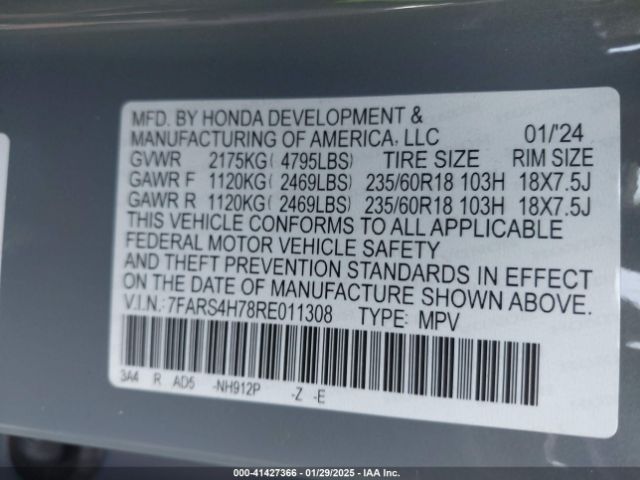 MFD. BY HONDA DEVELOPMENT &
MANUFACTURING OF AMERICA, LLC 01/'24
GVWR 2175KG( 4795LBS) TIRE SIZE RIM SIZE
GAWR F 1120KG( 2469LBS) 235/60R18 103H 18X7.5J
GAWR R 1120KG( 2469LBS) 235/60R18 103H 18X7.5J
THIS VEHICLE CONFORMS TO ALL APPLICABLE
FEDERAL MOTOR VEHICLE SAFETY
AND THEFT PREVENTION STANDARDS IN EFFECT
ON THE DATE OF MANUFACTURE SHOWN ABOVE.
V.I.N.:7FARS4H78RE011308 TYPE: MPV
3A4 R AD5 -NH912P -Z -E
000-41427366 • 01/29/2025 • IAA Inc.